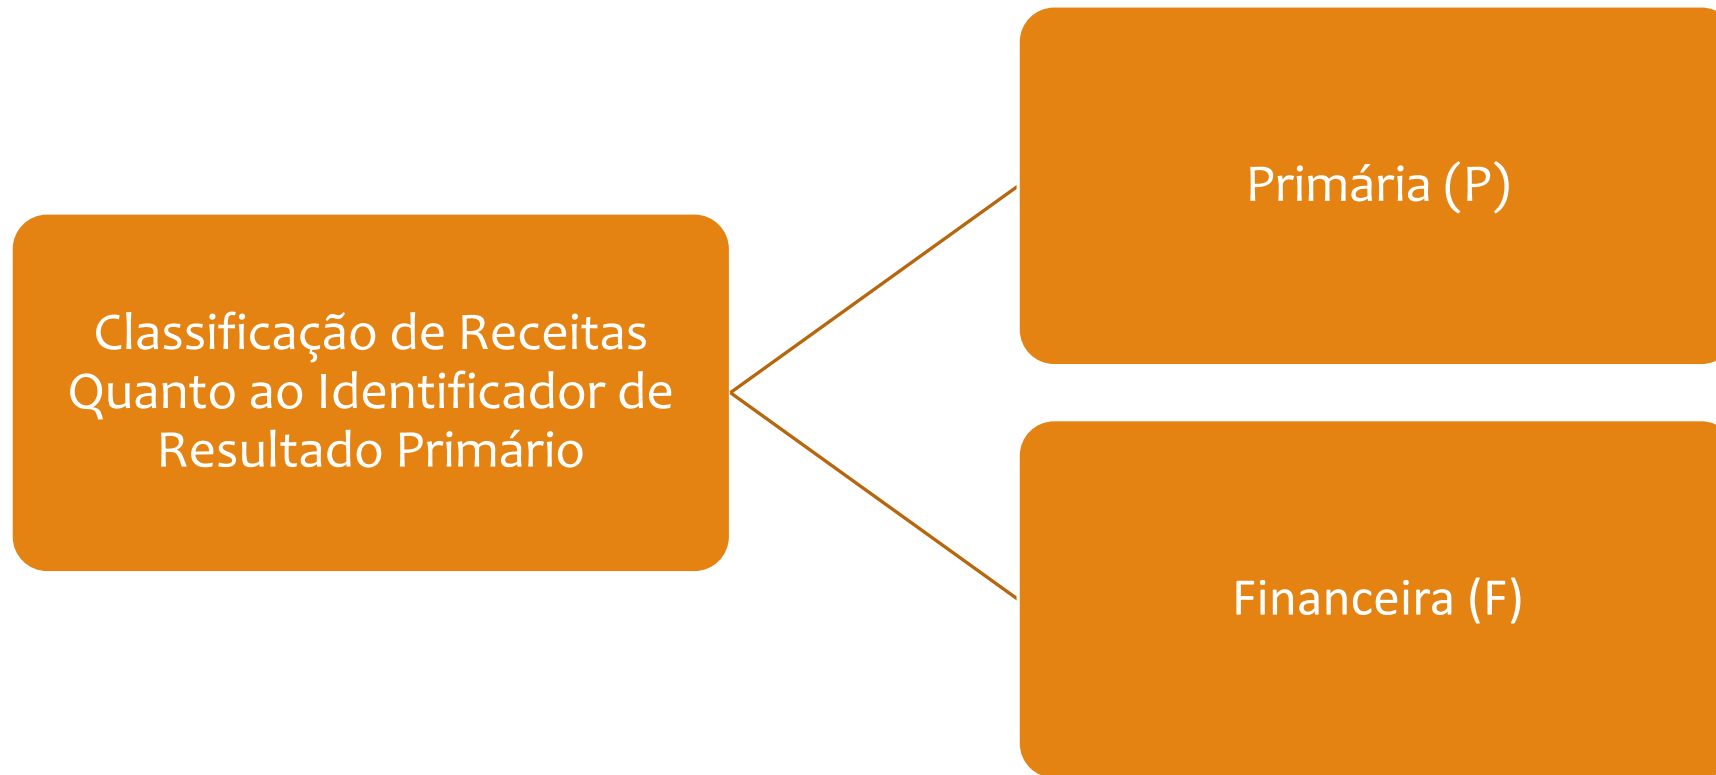 Classificação de Receitas
Quanto ao Identificador de
Resultado Primário
Primária (P)
Financeira (F)